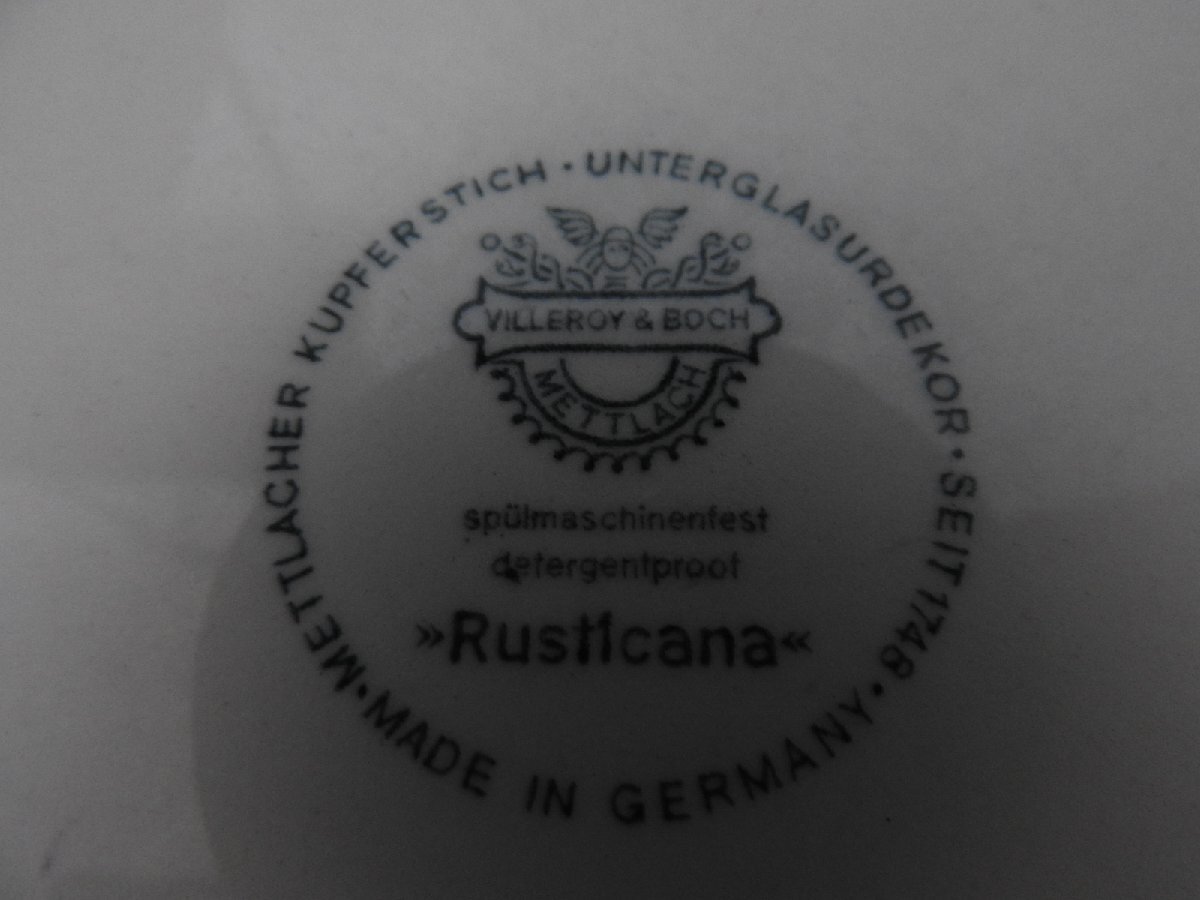 METTLACHER KUPFERSTICH · UNTERGLASURDEKOR · SEIT 1748 · MADE IN GERMANY ·
VILLEROY & BOCH
METTLACH
spülmaschinenfest
detergentproof
»Rusticana«